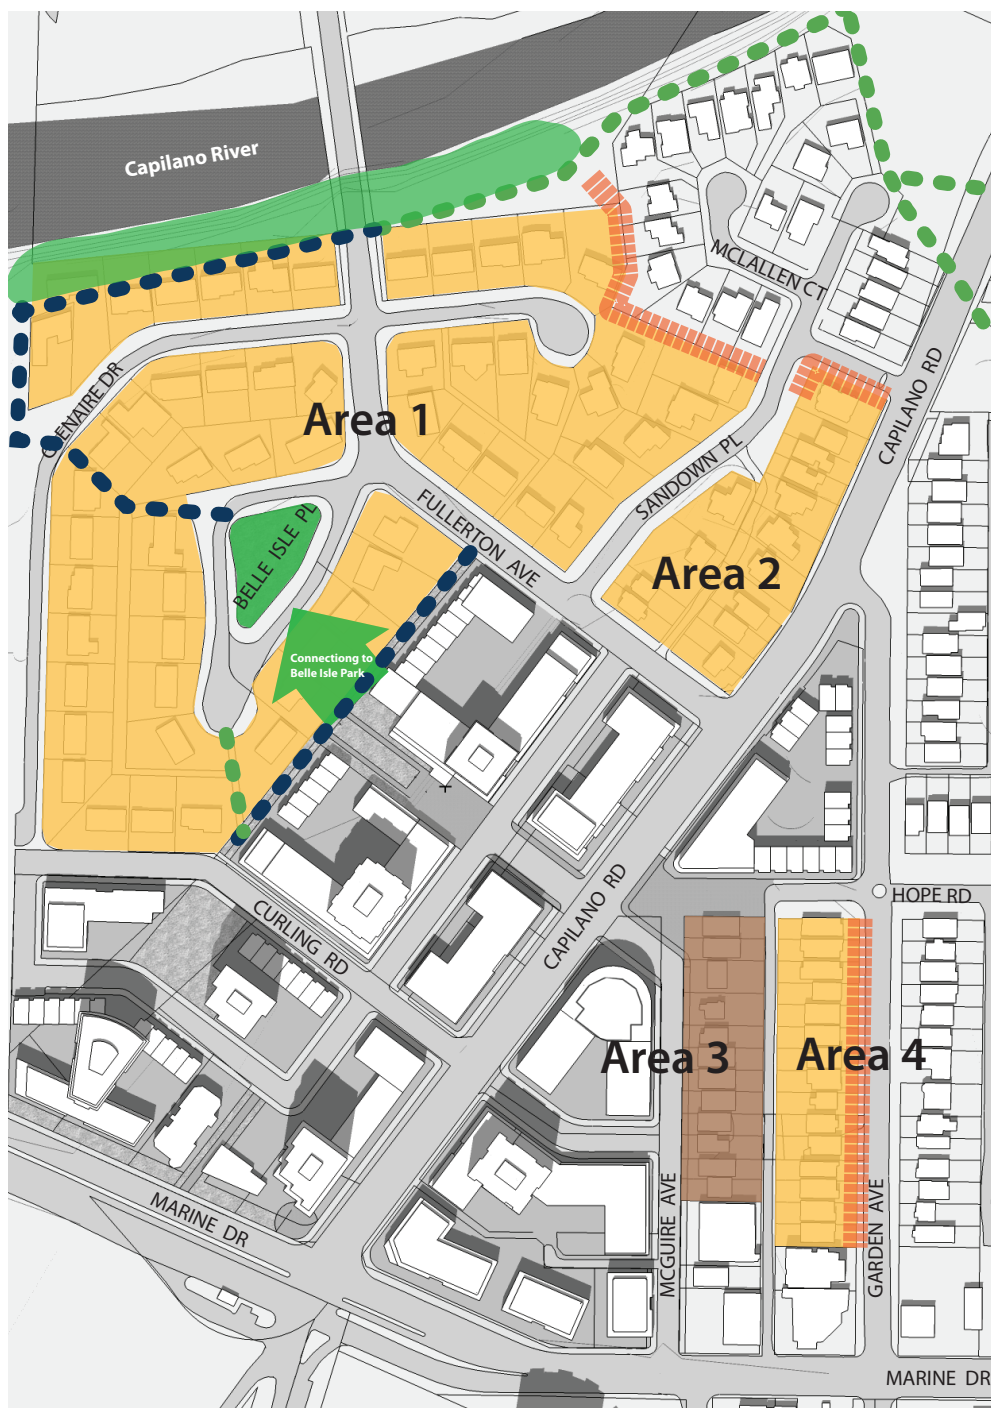 Capilano River
MCLALLEN CT
GLENAIRE DR
CAPILANO RD
Area 1
SANDOWN PL
FULLERTON AVE
BELLE ISLE PL
Area 2
Connectiong to
Belle Isle Park
HOPE RD
CURLING RD
CAPILANO RD
Area 3
Area 4
MARINE DR
MCGUIRE AVE
GARDEN AVE
MARINE DR